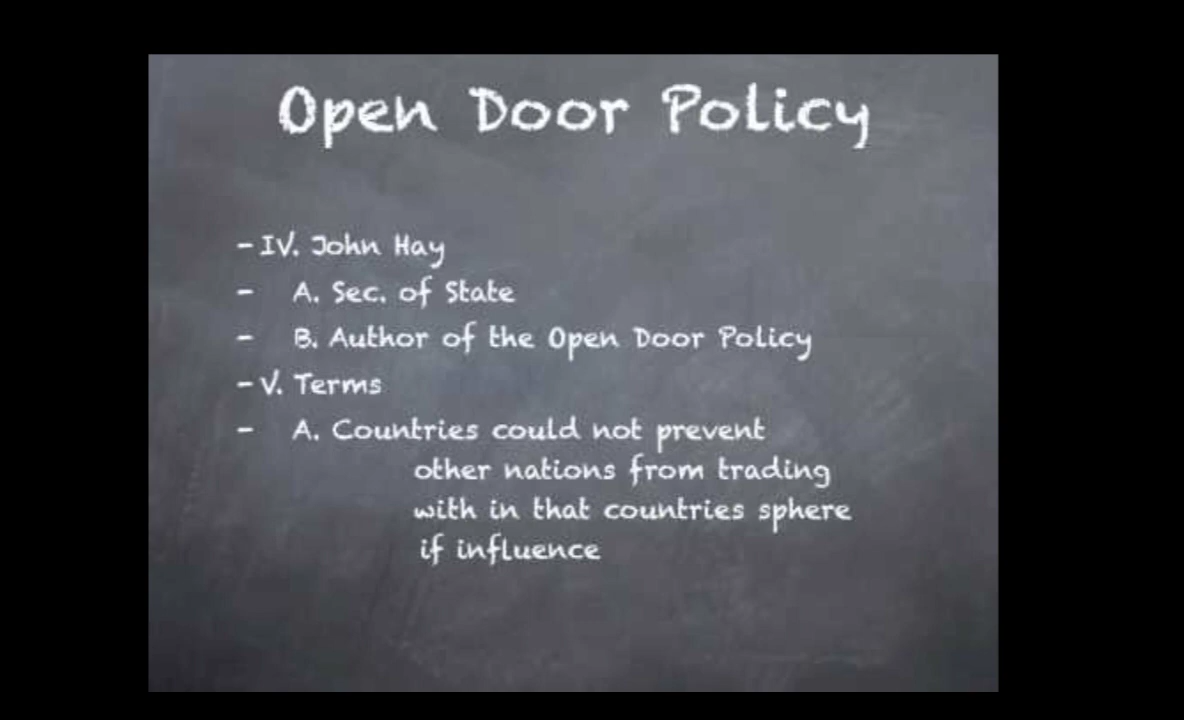 Open Door Policy
- IV. John Hay
- A. Sec. of State
- B. Author of the Open Door Policy
- V. Terms
- A. Countries could not prevent
other nations from trading
with in that countries sphere
if influence